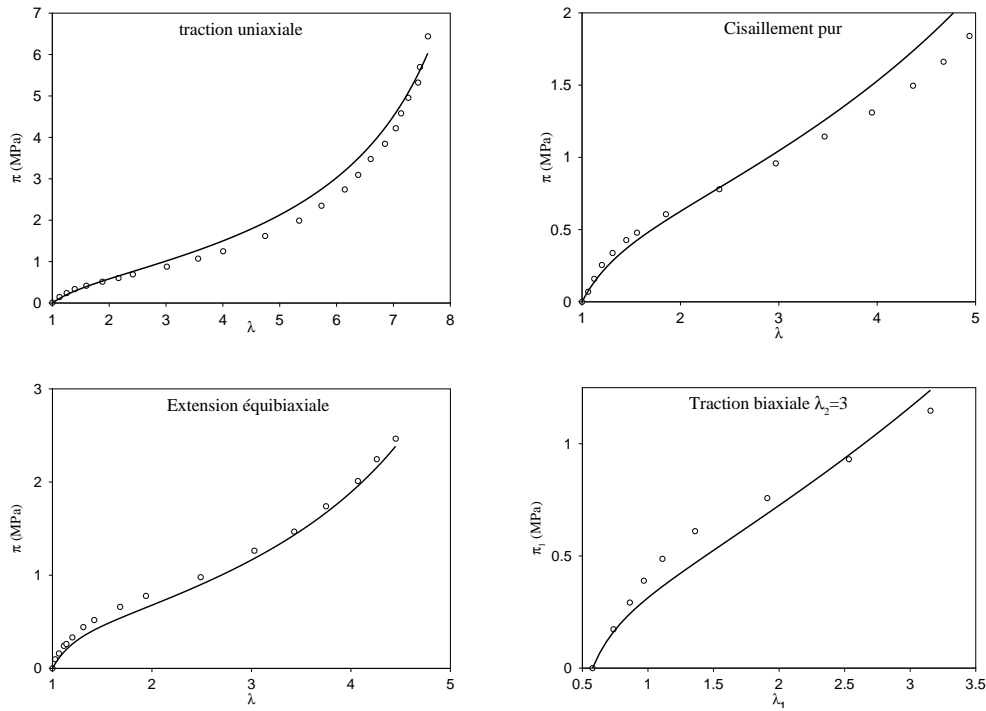 traction uniaxiale
7
6
5
4
3
2
1
0
π (MPa)
1 2 3 4 5 6 7 8
λ
Cisaillement pur
2
1.5
1
0.5
0
π (MPa)
1 2 3 4 5
λ
Extension équibiaxiale
3
2
1
0
π (MPa)
1 2 3 4 5
λ
Traction biaxiale λ₂=3
1
0.5
0
π₁ (MPa)
0.5 1 1.5 2 2.5 3 3.5
λ₁